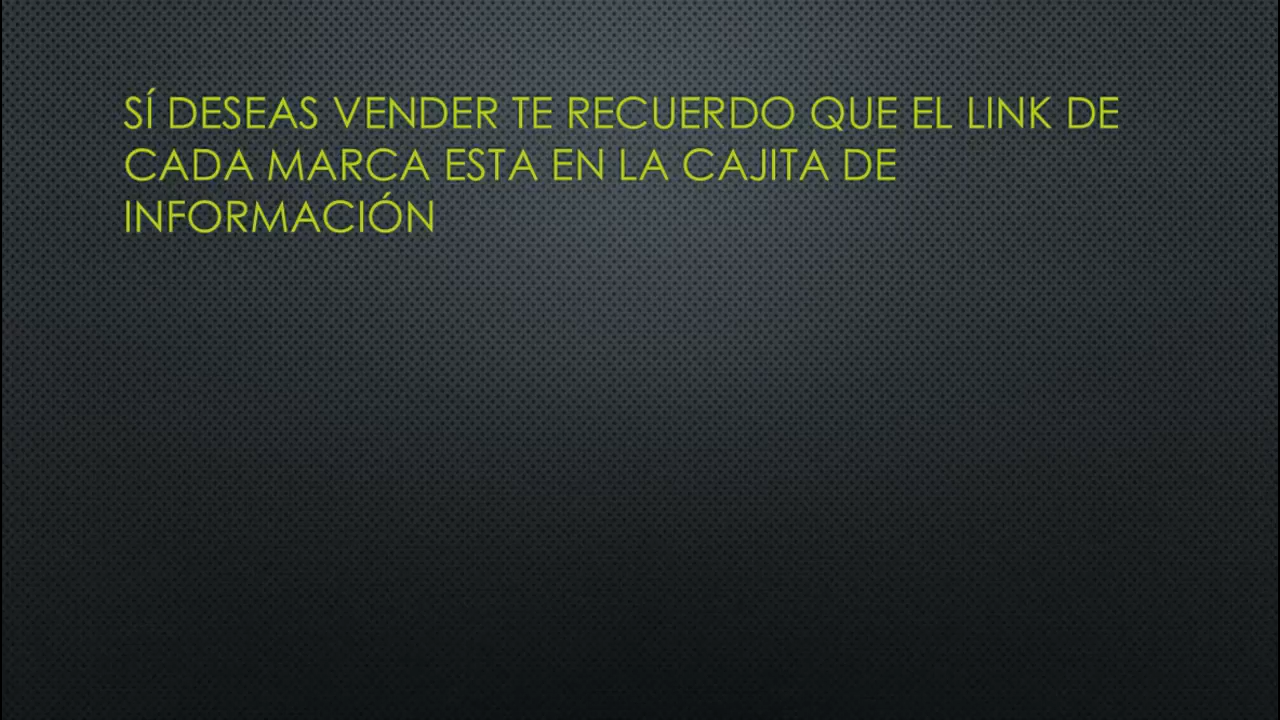 SÍ DESEAS VENDER TE RECUERDO QUE EL LINK DE
CADA MARCA ESTA EN LA CAJITA DE
INFORMACIÓN